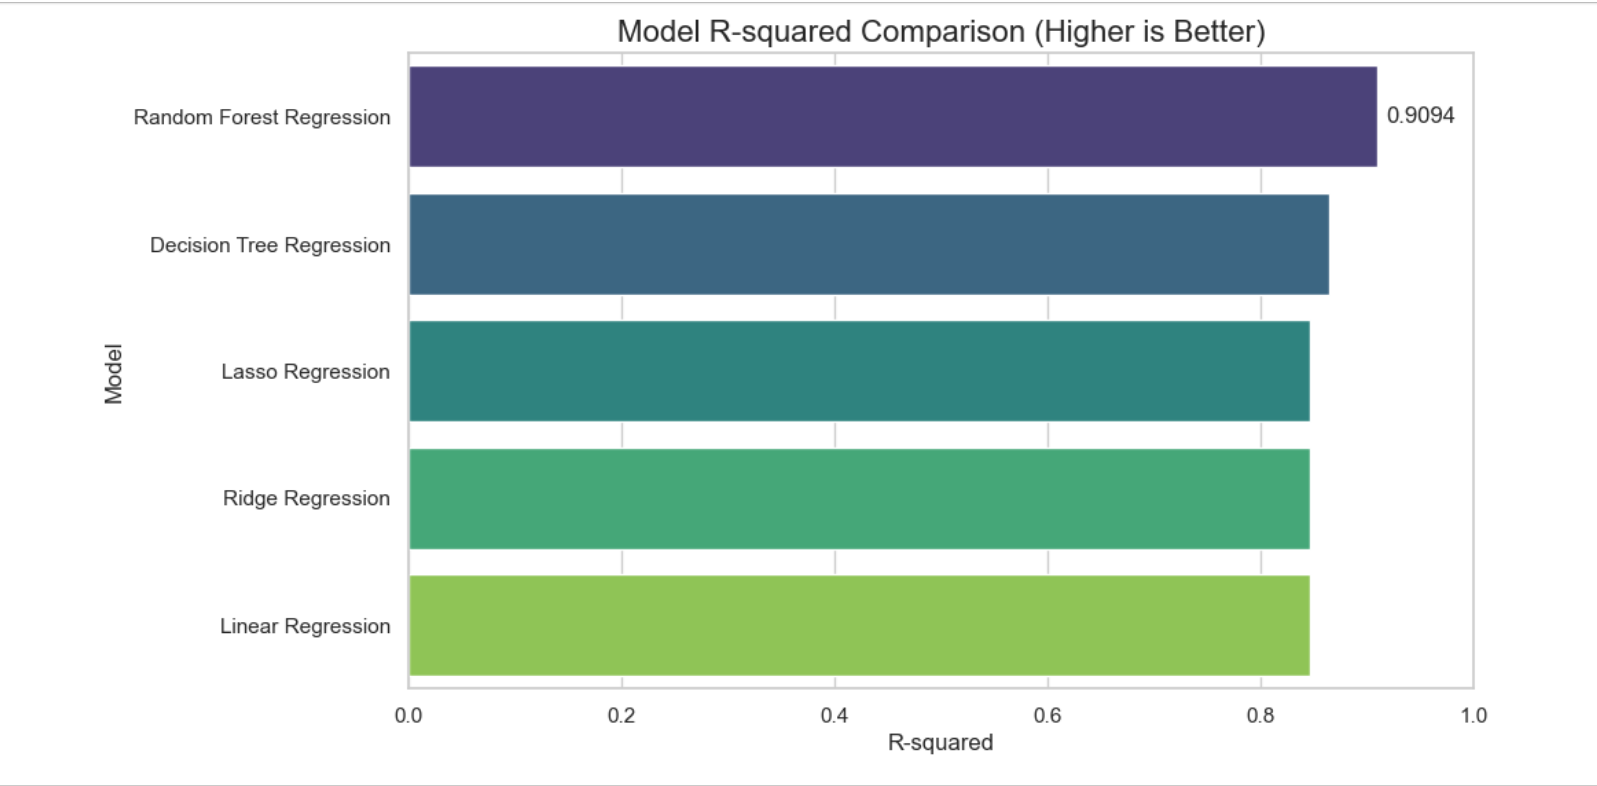 Model R-squared Comparison (Higher is Better)
Random Forest Regression
0.9094
Decision Tree Regression
Lasso Regression
Ridge Regression
Linear Regression
Model
0.0 0.2 0.4 0.6 0.8 1.0
R-squared